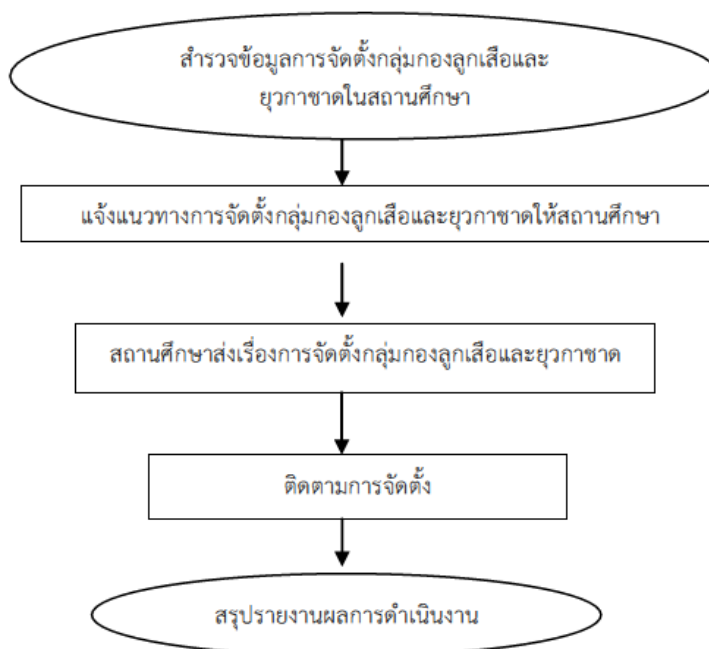 สำรวจข้อมูลการจัดตั้งกลุ่มกองลูกเสือและ
ยุวกาชาดในสถานศึกษา
แจ้งแนวทางการจัดตั้งกลุ่มกองลูกเสือและยุวกาชาดให้สถานศึกษา
สถานศึกษาส่งเรื่องการจัดตั้งกลุ่มกองลูกเสือและยุวกาชาด
ติดตามการจัดตั้ง
สรุปรายงานผลการดำเนินงาน